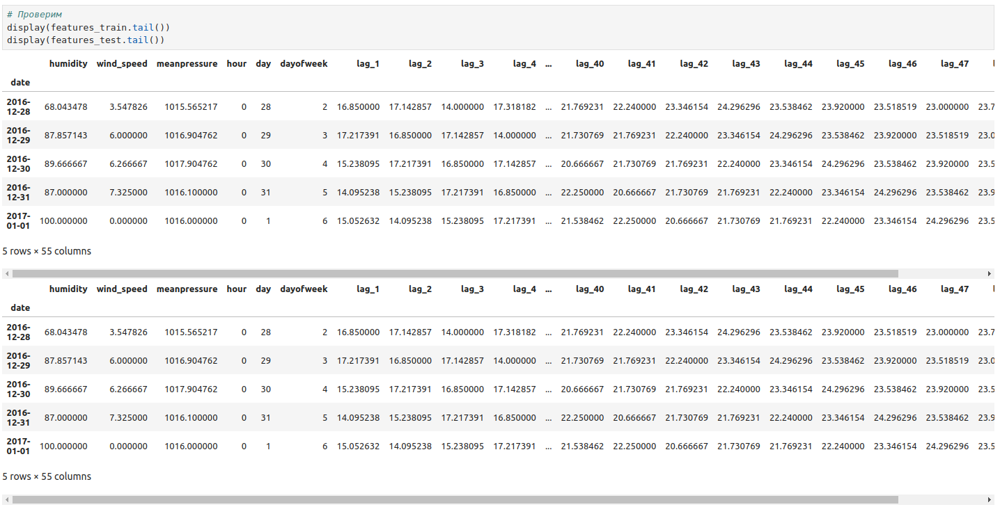 # Проверим
display(features_train.tail())
display(features_test.tail())
humidity wind_speed meanpressure hour day dayofweek lag_1 lag_2 lag_3 lag_4 ... lag_40 lag_41 lag_42 lag_43 lag_44 lag_45 lag_46 lag_47
date
2016-12-28 68.043478 3.547826 1015.565217 0 28 2 16.850000 17.142857 14.000000 17.318182 ... 21.769231 22.240000 23.346154 24.296296 23.538462 23.920000 23.518519 23.000000 23.7
2016-12-29 87.857143 6.000000 1016.904762 0 29 3 17.217391 16.850000 17.142857 14.000000 ... 21.730769 21.769231 22.240000 23.346154 24.296296 23.538462 23.920000 23.518519 23.0
2016-12-30 89.666667 6.266667 1017.904762 0 30 4 15.238095 17.217391 16.850000 17.142857 ... 20.666667 21.730769 21.769231 22.240000 23.346154 24.296296 23.538462 23.920000 23.5
2016-12-31 87.000000 7.325000 1016.100000 0 31 5 14.095238 15.238095 17.217391 16.850000 ... 22.250000 20.666667 21.730769 21.769231 22.240000 23.346154 24.296296 23.538462 23.9
2017-01-01 100.000000 0.000000 1016.000000 0 1 6 15.052632 14.095238 15.238095 17.217391 ... 21.538462 22.250000 20.666667 21.730769 21.769231 22.240000 23.346154 24.296296 23.5
5 rows × 55 columns
humidity wind_speed meanpressure hour day dayofweek lag_1 lag_2 lag_3 lag_4 ... lag_40 lag_41 lag_42 lag_43 lag_44 lag_45 lag_46 lag_47
date
2016-12-28 68.043478 3.547826 1015.565217 0 28 2 16.850000 17.142857 14.000000 17.318182 ... 21.769231 22.240000 23.346154 24.296296 23.538462 23.920000 23.518519 23.000000 23.7
2016-12-29 87.857143 6.000000 1016.904762 0 29 3 17.217391 16.850000 17.142857 14.000000 ... 21.730769 21.769231 22.240000 23.346154 24.296296 23.538462 23.920000 23.518519 23.0
2016-12-30 89.666667 6.266667 1017.904762 0 30 4 15.238095 17.217391 16.850000 17.142857 ... 20.666667 21.730769 21.769231 22.240000 23.346154 24.296296 23.538462 23.920000 23.5
2016-12-31 87.000000 7.325000 1016.100000 0 31 5 14.095238 15.238095 17.217391 16.850000 ... 22.250000 20.666667 21.730769 21.769231 22.240000 23.346154 24.296296 23.538462 23.9
2017-01-01 100.000000 0.000000 1016.000000 0 1 6 15.052632 14.095238 15.238095 17.217391 ... 21.538462 22.250000 20.666667 21.730769 21.769231 22.240000 23.346154 24.296296 23.5
5 rows × 55 columns